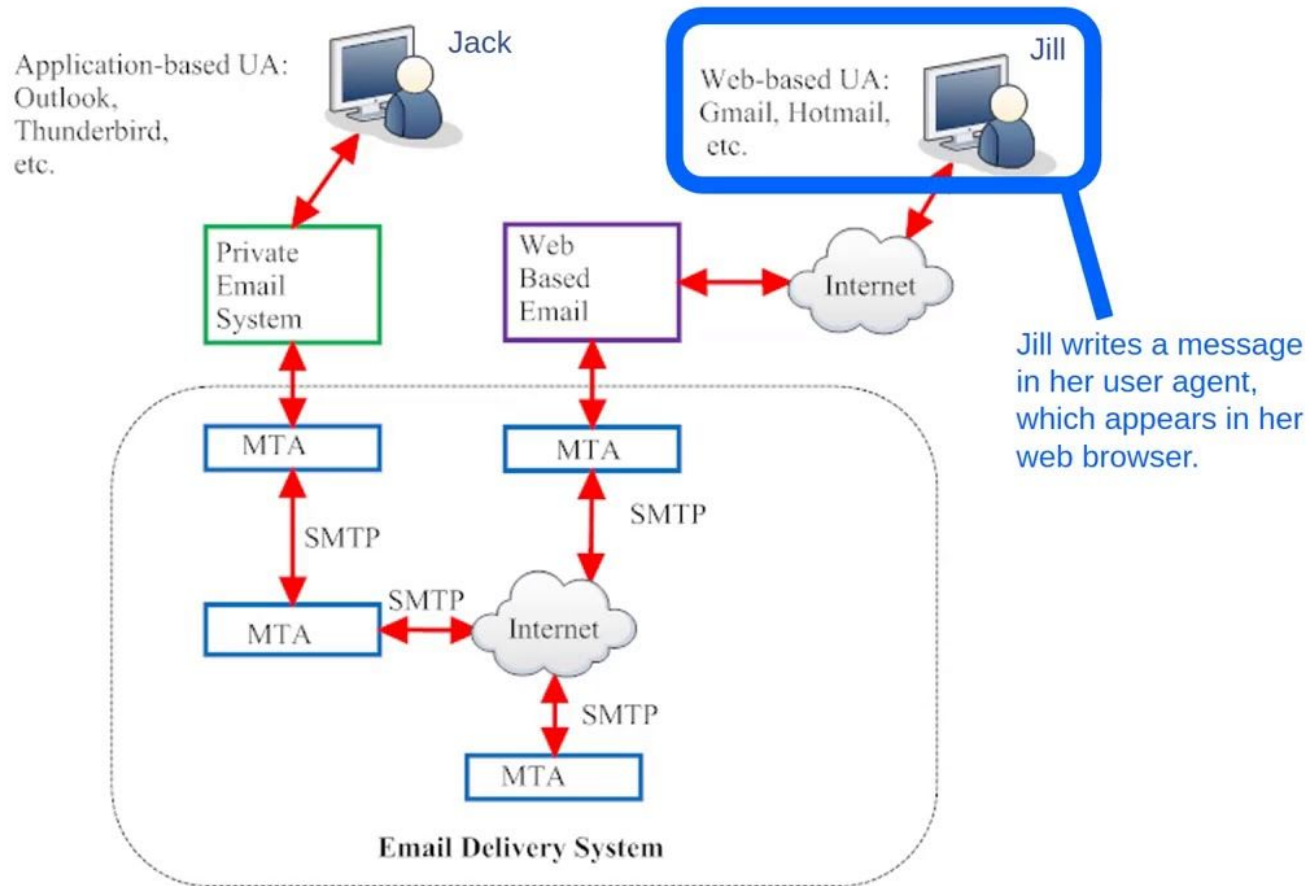 Jack
Application-based UA:
Outlook,
Thunderbird,
etc.
Jill
Web-based UA:
Gmail, Hotmail,
etc.
Private
Email
System
Web
Based
Email
Internet
Jill writes a message
in her user agent,
which appears in her
web browser.
MTA
MTA
SMTP
SMTP
SMTP
MTA
Internet
SMTP
MTA
Email Delivery System